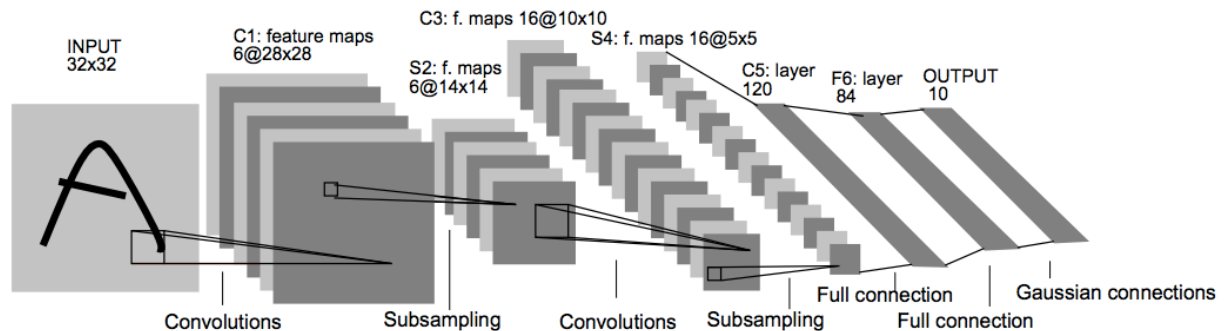 INPUT
32x32
C1: feature maps
6@28x28
S2: f. maps
6@14x14
C3: f. maps 16@10x10
S4: f. maps 16@5x5
C5: layer
120
F6: layer
84
OUTPUT
10
Convolutions
Subsampling
Convolutions
Subsampling
Full connection
Full connection
Gaussian connections
A